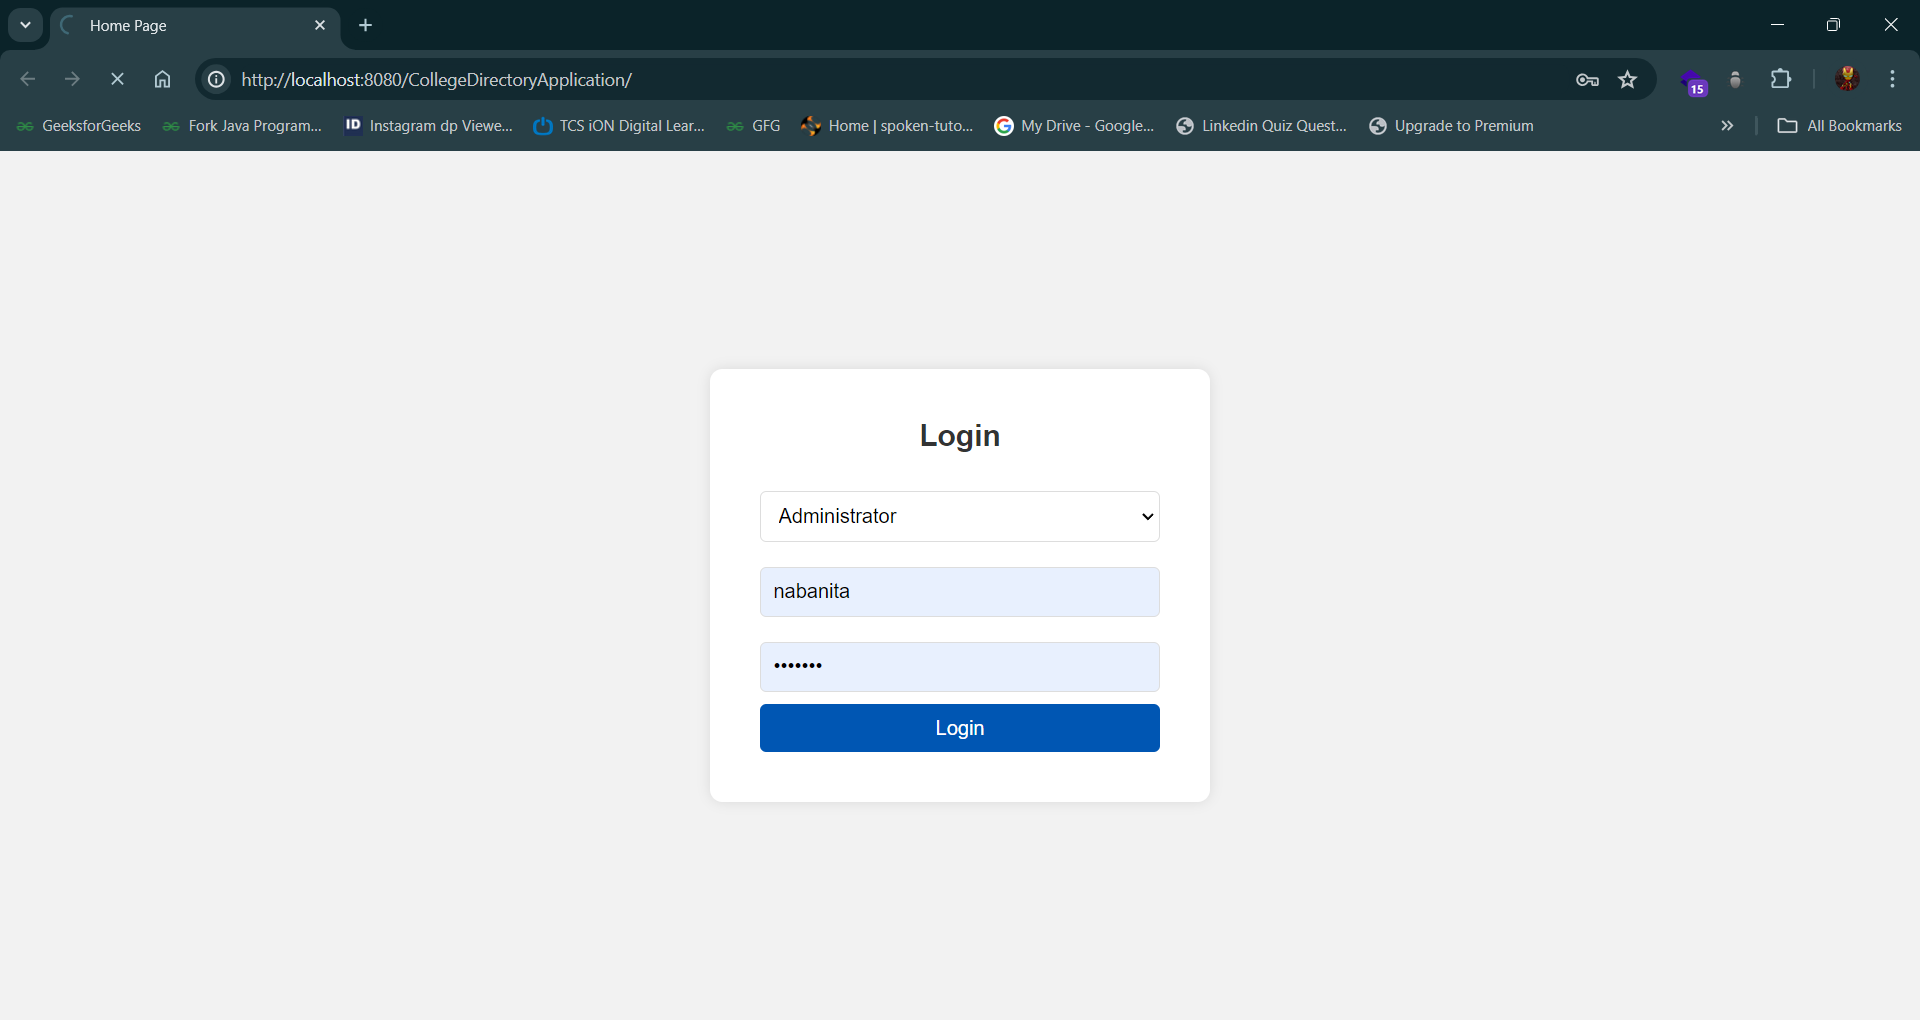 Home Page
http://localhost:8080/CollegeDirectoryApplication/
15
GeeksforGeeks Fork Java Program... ID Instagram dp Viewe... TCS iON Digital Lear... GFG Home | spoken-tuto... My Drive - Google... Linkedin Quiz Quest... Upgrade to Premium » All Bookmarks
Login
Administrator
nabanita
•••••••
Login